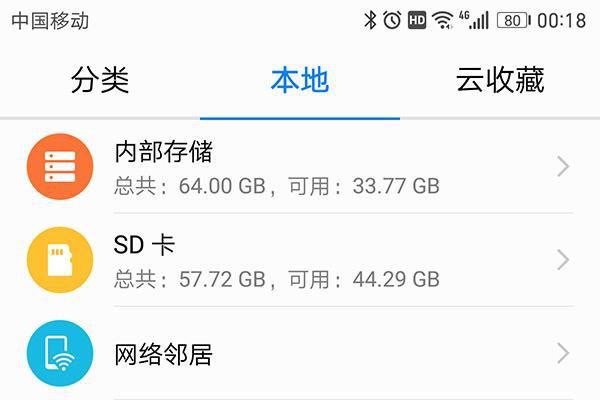 中国移动 HD 4G 80 00:18
分类 本地 云收藏
内部存储
总共：64.00 GB，可用：33.77 GB
SD 卡
总共：57.72 GB，可用：44.29 GB
网络邻居